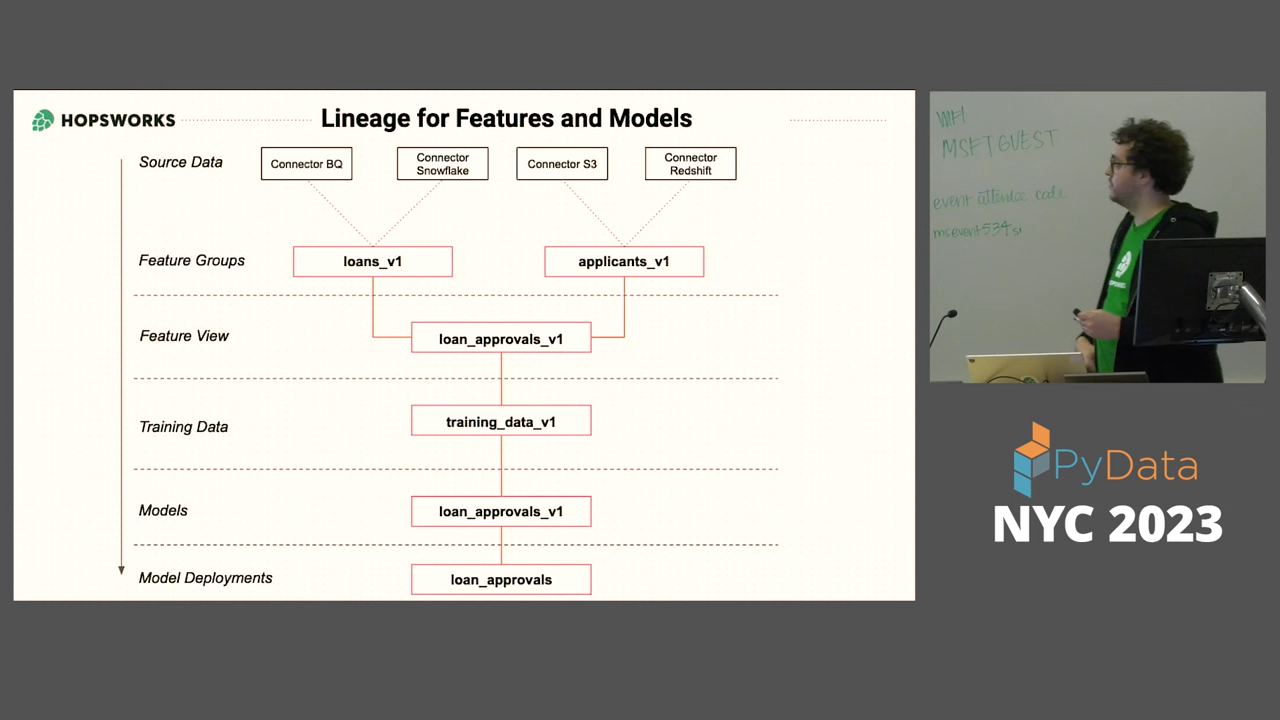 HOPSWORKS
Lineage for Features and Models
Source Data
Connector BQ
Connector
Snowflake
Connector S3
Connector
Redshift
Feature Groups
loans_v1
applicants_v1
Feature View
loan_approvals_v1
Training Data
training_data_v1
Models
loan_approvals_v1
Model Deployments
loan_approvals
MSFT GUEST
event attendee code
PyData
NYC 2023